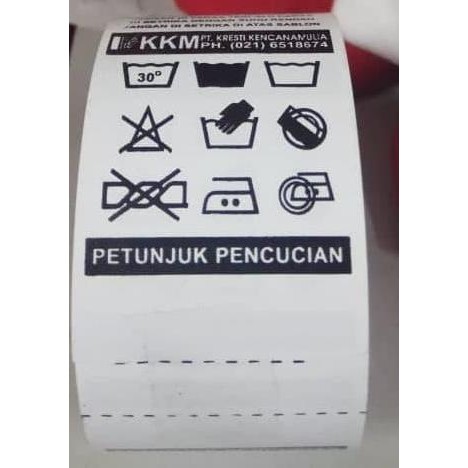 DI SETRIKA DENGAN SUHU RENDAH
JANGAN DI SETRIKA DI ATAS SABLON
KKM PT. KRESTI KENCANAMULIA
PH. (021) 6518674
30°
PETUNJUK PENCUCIAN